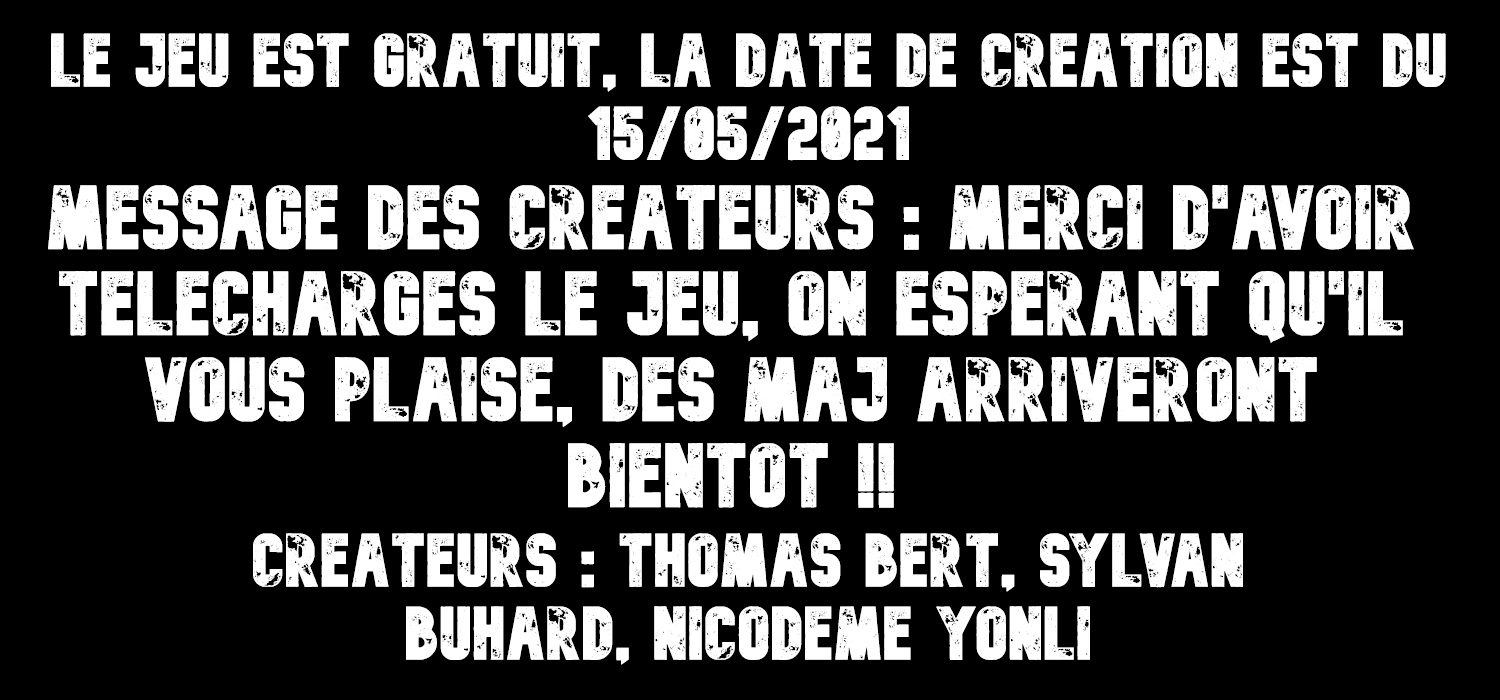 LE JEU EST GRATUIT, LA DATE DE CREATION EST DU
15/05/2021
MESSAGE DES CREATEURS : MERCI D'AVOIR
TELECHARGES LE JEU, ON ESPERANT QU'IL
VOUS PLAISE, DES MAJ ARRIVERONT
BIENTOT !!
CREATEURS : THOMAS BERT, SYLVAN
BUHARD, NICODEME YONLI